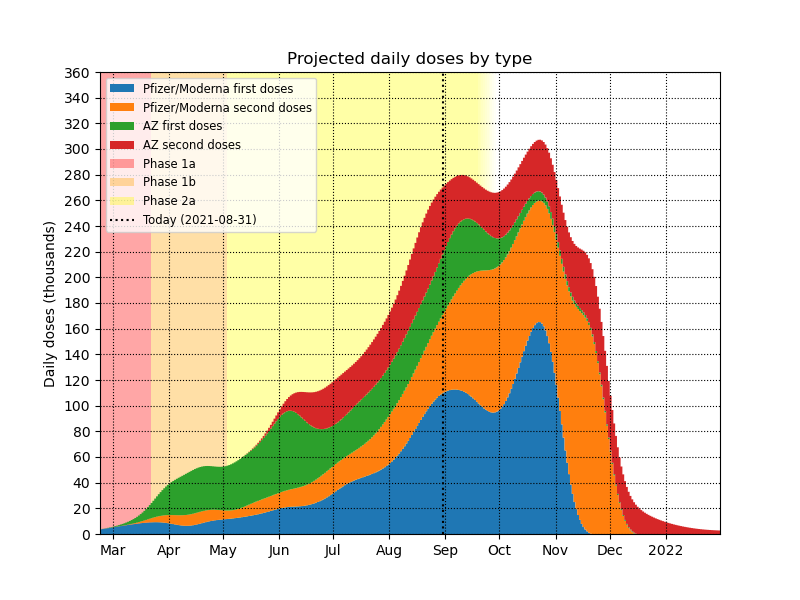 Projected daily doses by type
Daily doses (thousands)
360
340
320
300
280
260
240
220
200
180
160
140
120
100
80
60
40
20
0
Pfizer/Moderna first doses
Pfizer/Moderna second doses
AZ first doses
AZ second doses
Phase 1a
Phase 1b
Phase 2a
Today (2021-08-31)
Mar Apr May Jun Jul Aug Sep Oct Nov Dec 2022